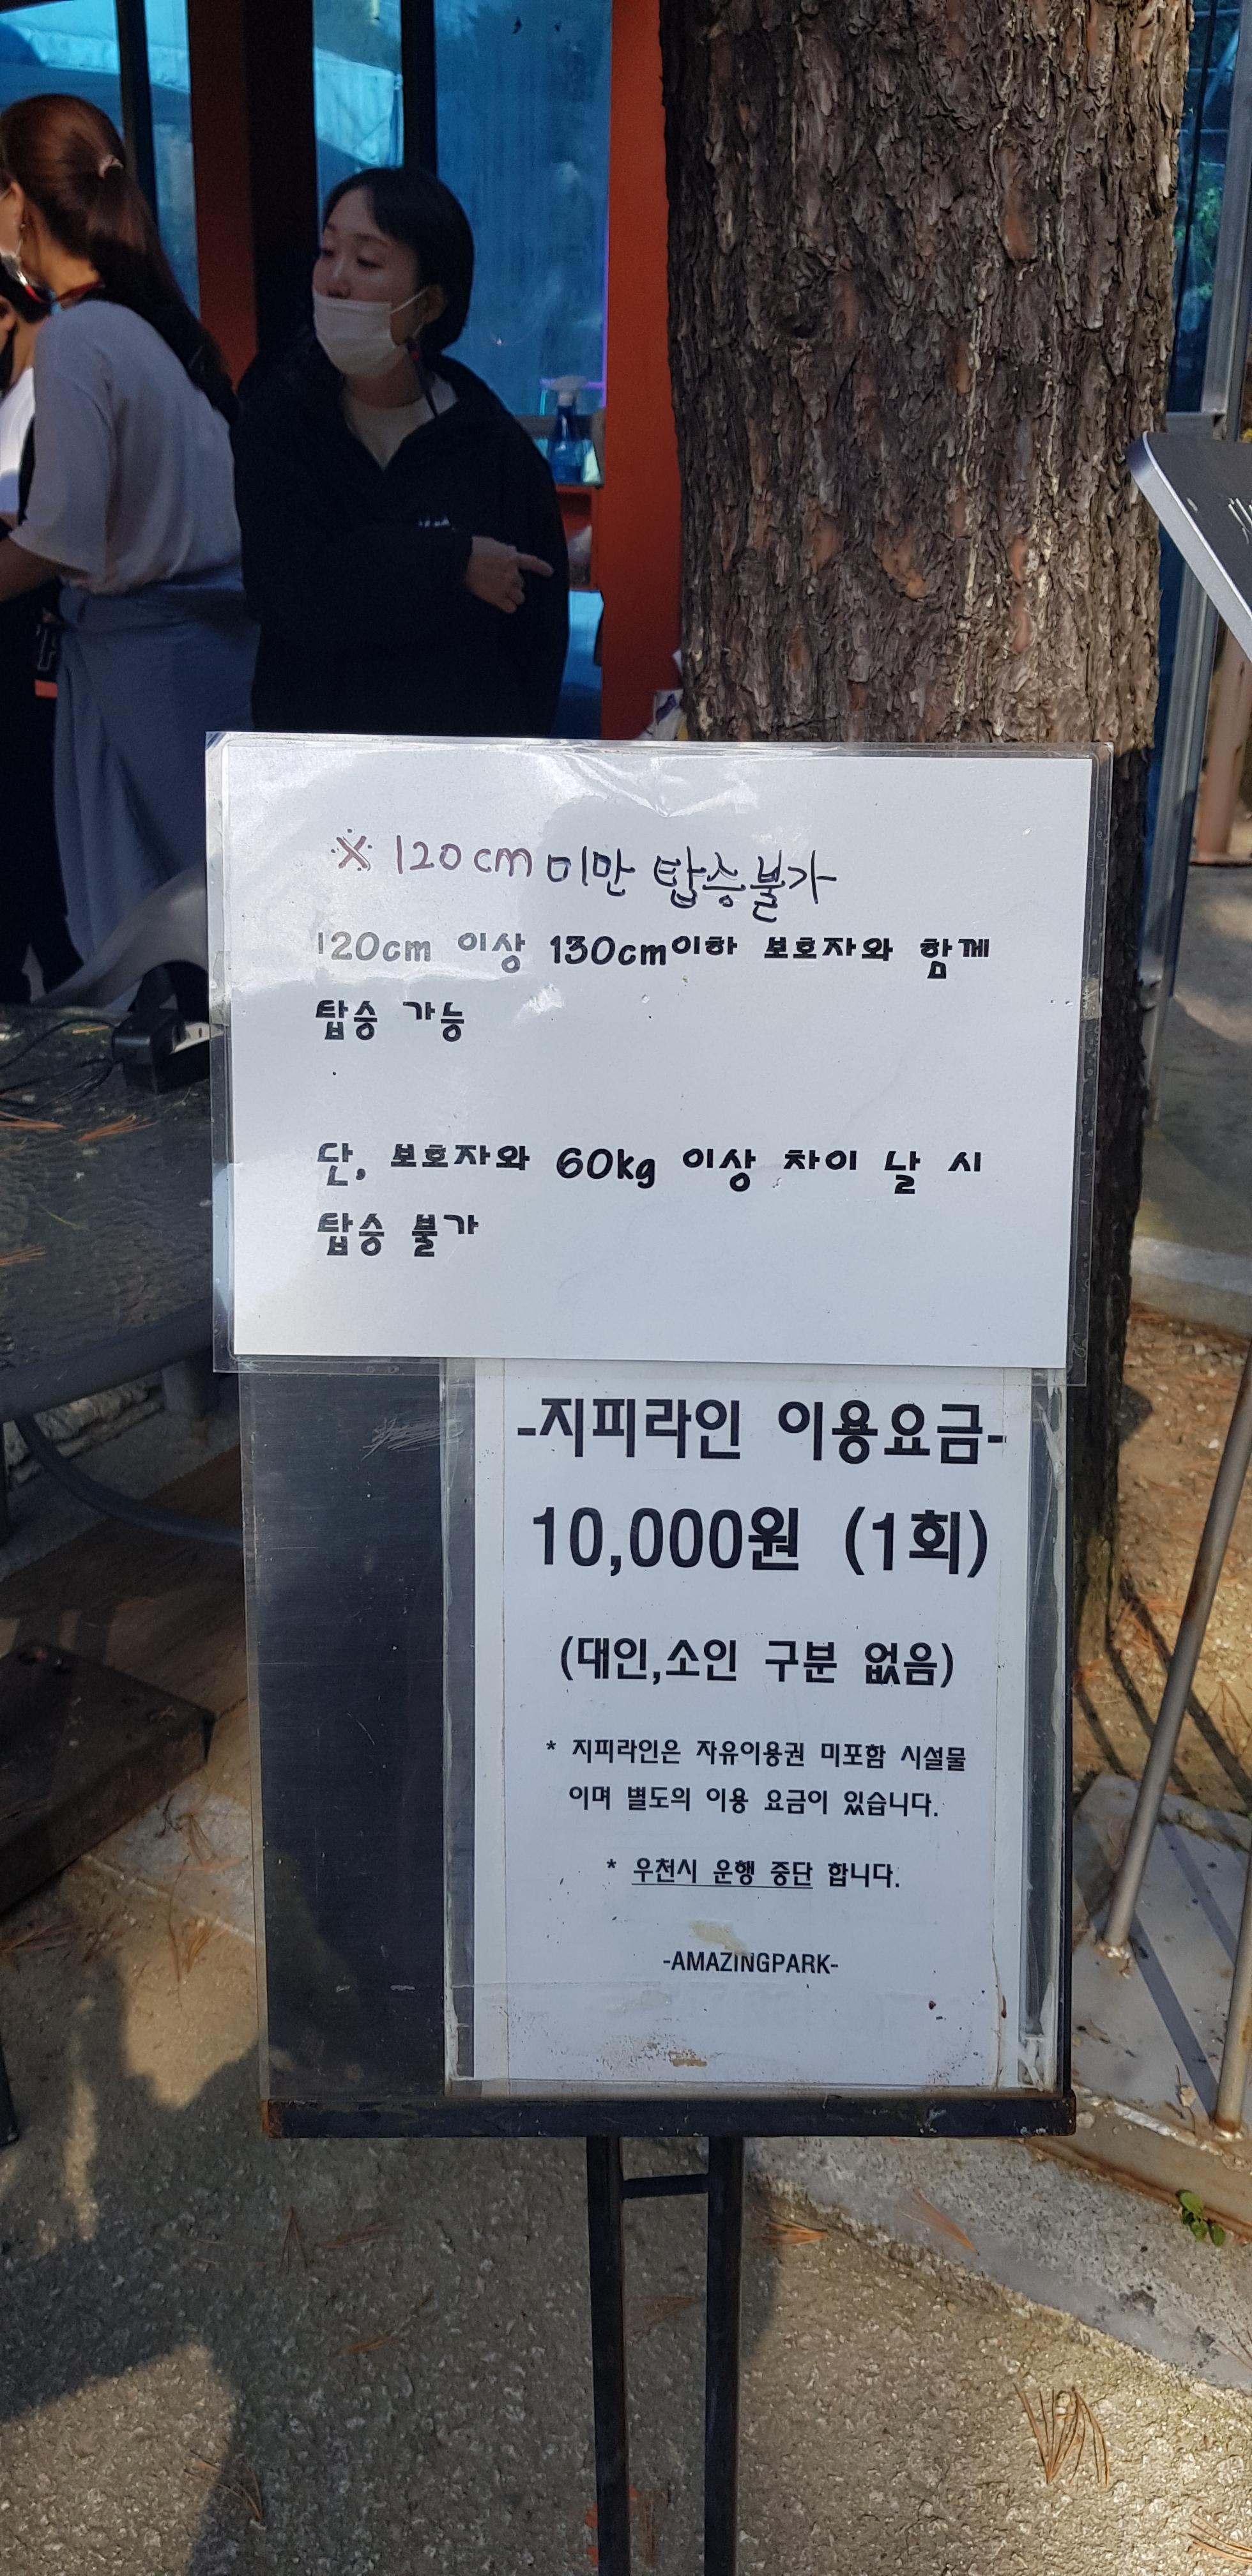 ※ 120cm 미만 탑승불가
120cm 이상 130cm이하 보호자와 함께
탑승 가능
단, 보호자와 60kg 이상 차이 날 시
탑승 불가
-지피라인 이용요금-
10,000원 (1회)
(대인,소인 구분 없음)
* 지피라인은 자유이용권 미포함 시설물
이며 별도의 이용 요금이 있습니다.
* 우천시 운행 중단 합니다.
-AMAZINGPARK-